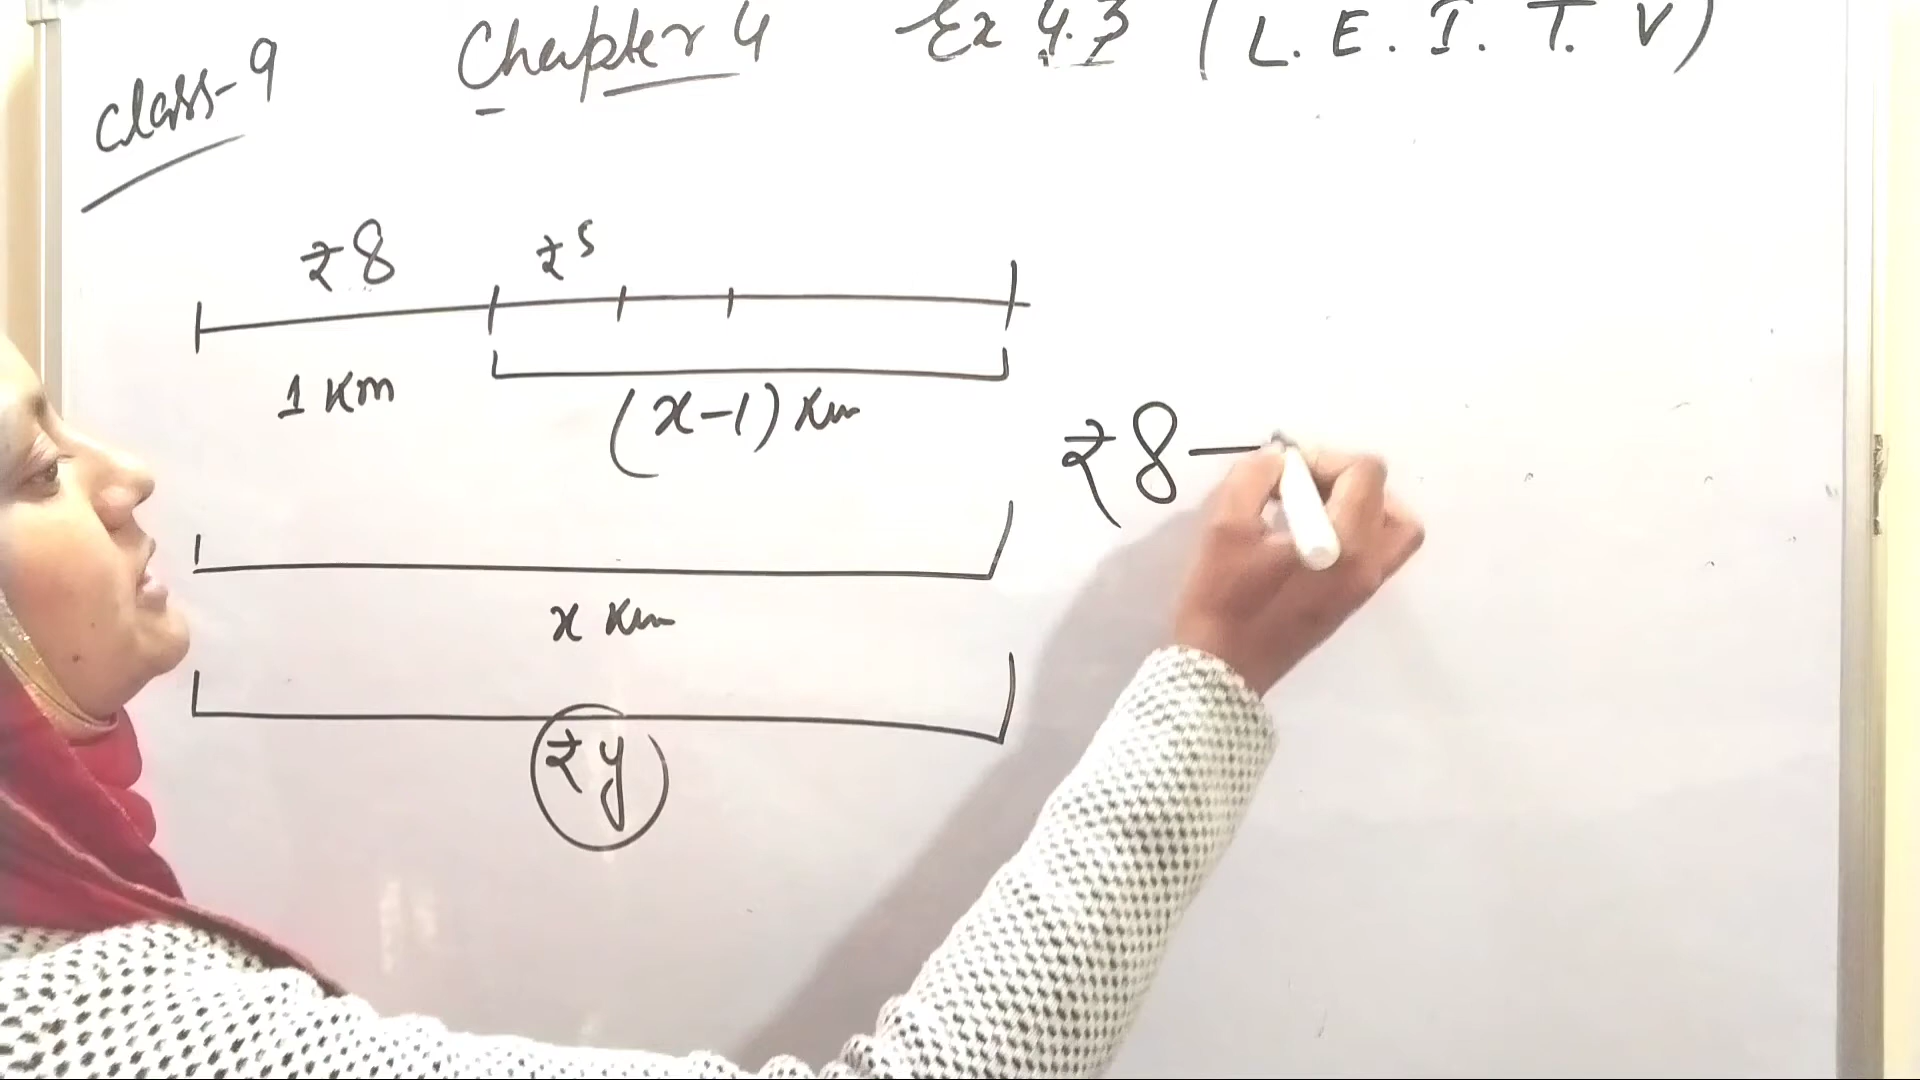 class-9 Chapter 4 Ex 4.3 (L. E. I. T. V)
₹8 ₹5
1 Km (x-1) Km
₹8—
x Km
₹y